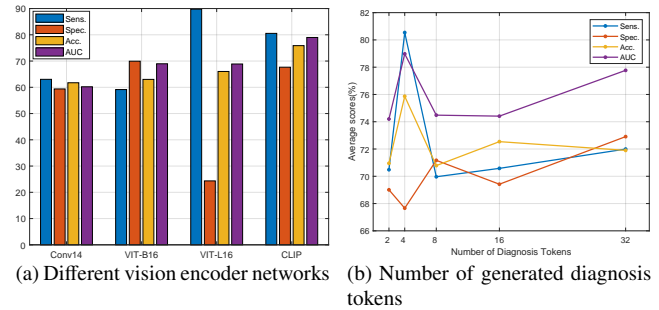 90
80
70
60
50
40
30
20
10
0
Sens.
Spec.
Acc.
AUC
Conv14 VIT-B16 VIT-L16 CLIP
(a) Different vision encoder networks
82
80
78
76
74
72
70
68
66
Average scores(%)
Sens.
Spec.
Acc.
AUC
2 4 8 16 32
Number of Diagnosis Tokens
(b) Number of generated diagnosis
tokens